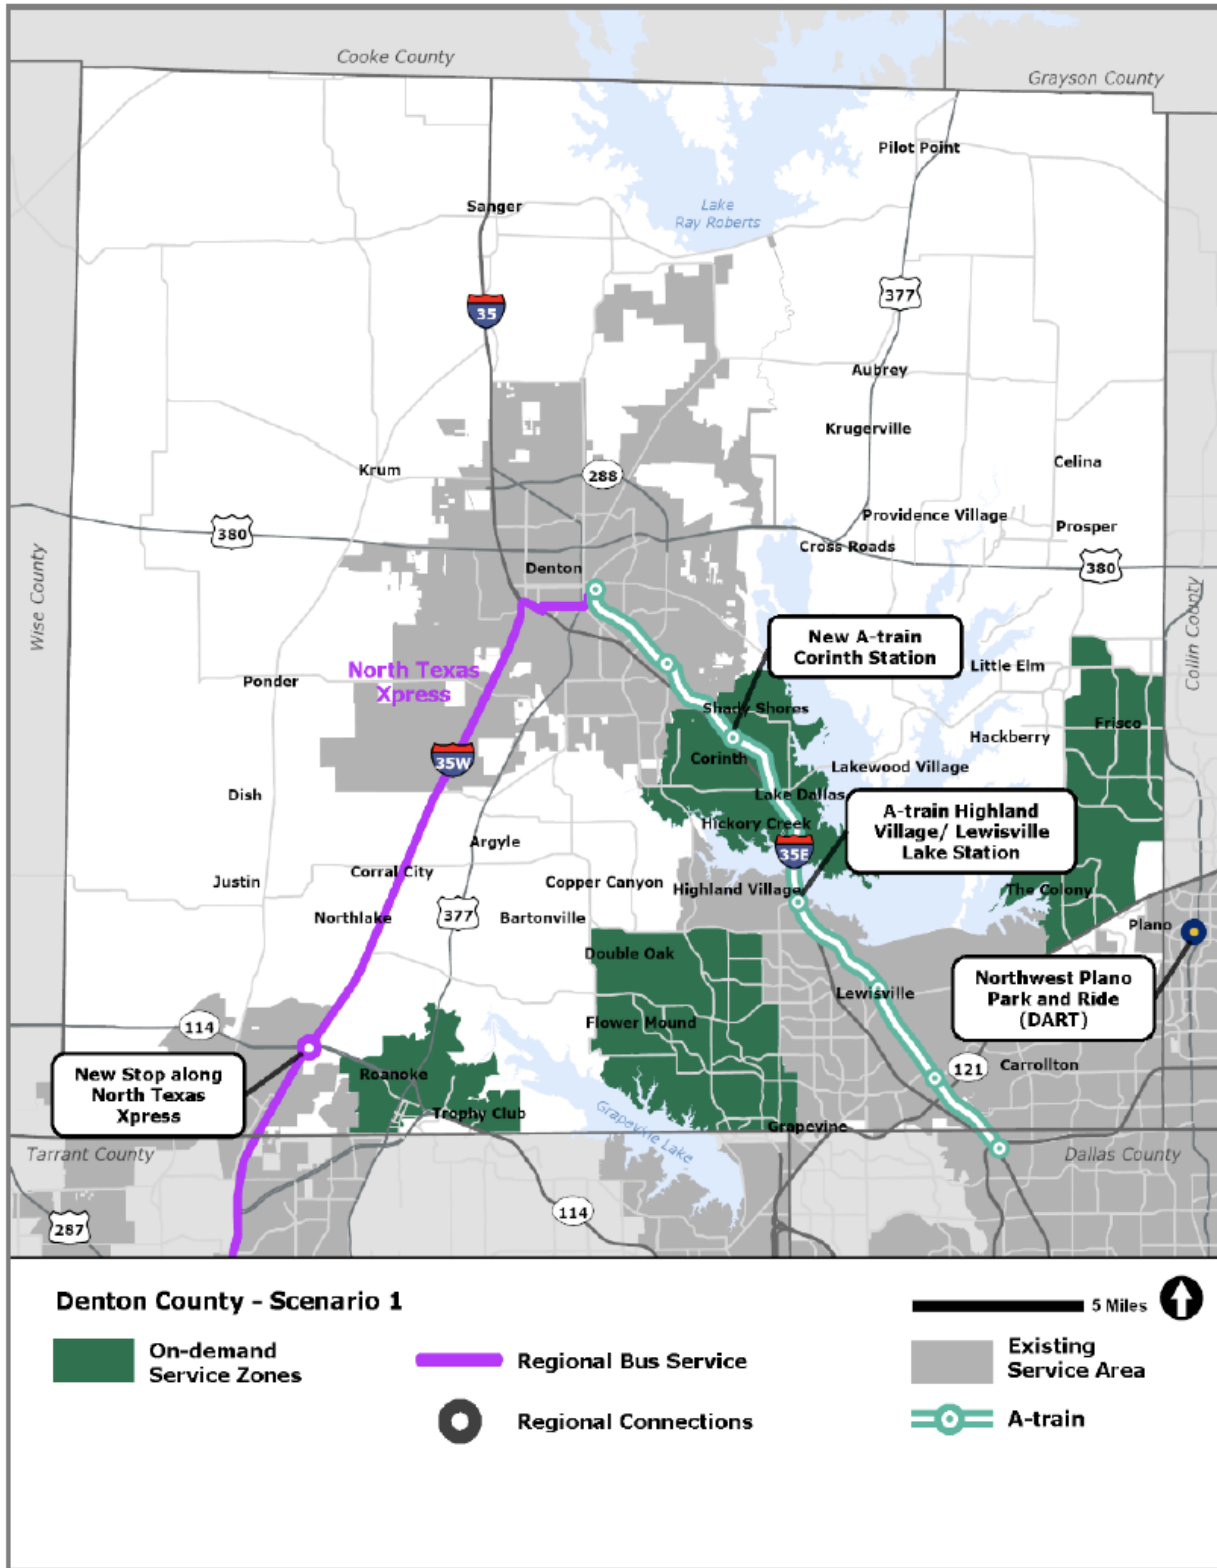 Cooke County
Grayson County
Pilot Point
Sanger
Lake
Ray Roberts
377
35
Aubrey
Krugerville
Krum
Celina
288
Providence Village
Prosper
380
Cross Roads
380
Denton
Wise County
Collin County
New A-train
Corinth Station
Little Elm
North Texas
Xpress
Ponder
Shady Shores
Frisco
Hackberry
35W
Corinth
Lakewood Village
Dish
Lake Dallas
A-train Highland
Village/ Lewisville
Lake Station
Hickory Creek
Argyle
35E
Corral City
Justin
Copper Canyon
Highland Village
The Colony
Northlake
377
Bartonville
Plano
Double Oak
Northwest Plano
Park and Ride
(DART)
Lewisville
114
Flower Mound
Carrollton
121
New Stop along
North Texas
Xpress
Roanoke
Trophy Club
Grapevine Lake
Grapevine
Tarrant County
Dallas County
287
114
Denton County - Scenario 1
5 Miles
On-demand
Service Zones
Regional Bus Service
Existing
Service Area
Regional Connections
A-train